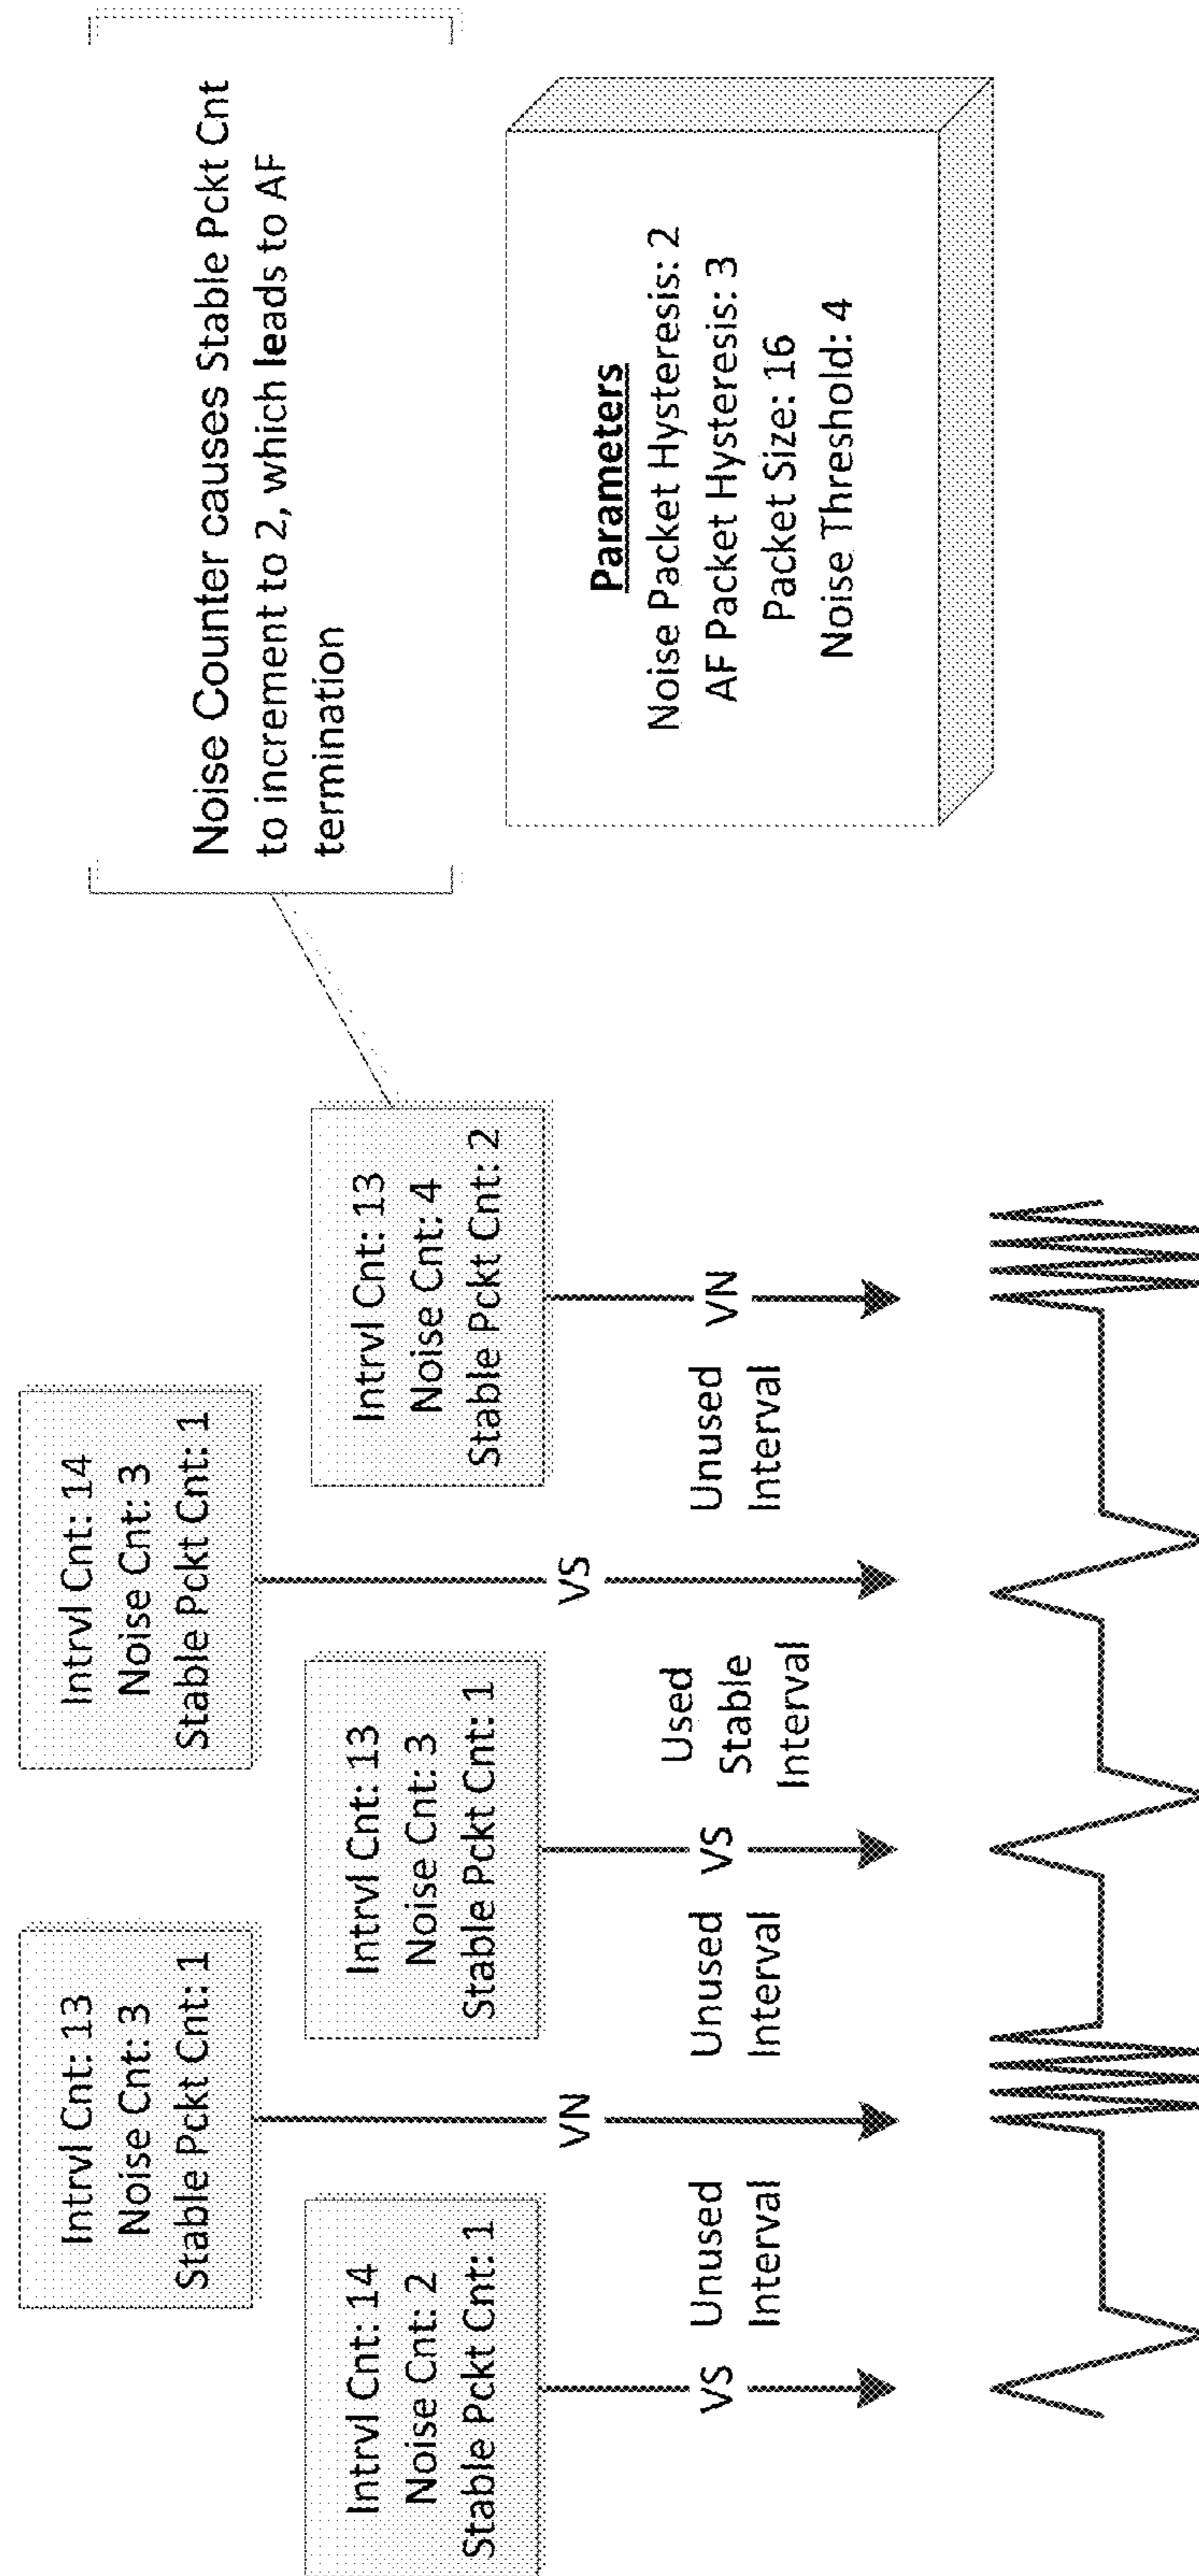 Intrvl Cnt: 14
Noise Cnt: 2
Stable Pckt Cnt: 1
VS
Unused
Interval
Intrvl Cnt: 13
Noise Cnt: 3
Stable Pckt Cnt: 1
VN
Unused
Interval
Intrvl Cnt: 13
Noise Cnt: 3
Stable Pckt Cnt: 1
VS
Used
Stable
Interval
Intrvl Cnt: 14
Noise Cnt: 3
Stable Pckt Cnt: 1
VS
Unused
Interval
Intrvl Cnt: 13
Noise Cnt: 4
Stable Pckt Cnt: 2
VN
Noise Counter causes Stable Pckt Cnt
to increment to 2, which leads to AF
termination
Parameters
Noise Packet Hysteresis: 2
AF Packet Hysteresis: 3
Packet Size: 16
Noise Threshold: 4